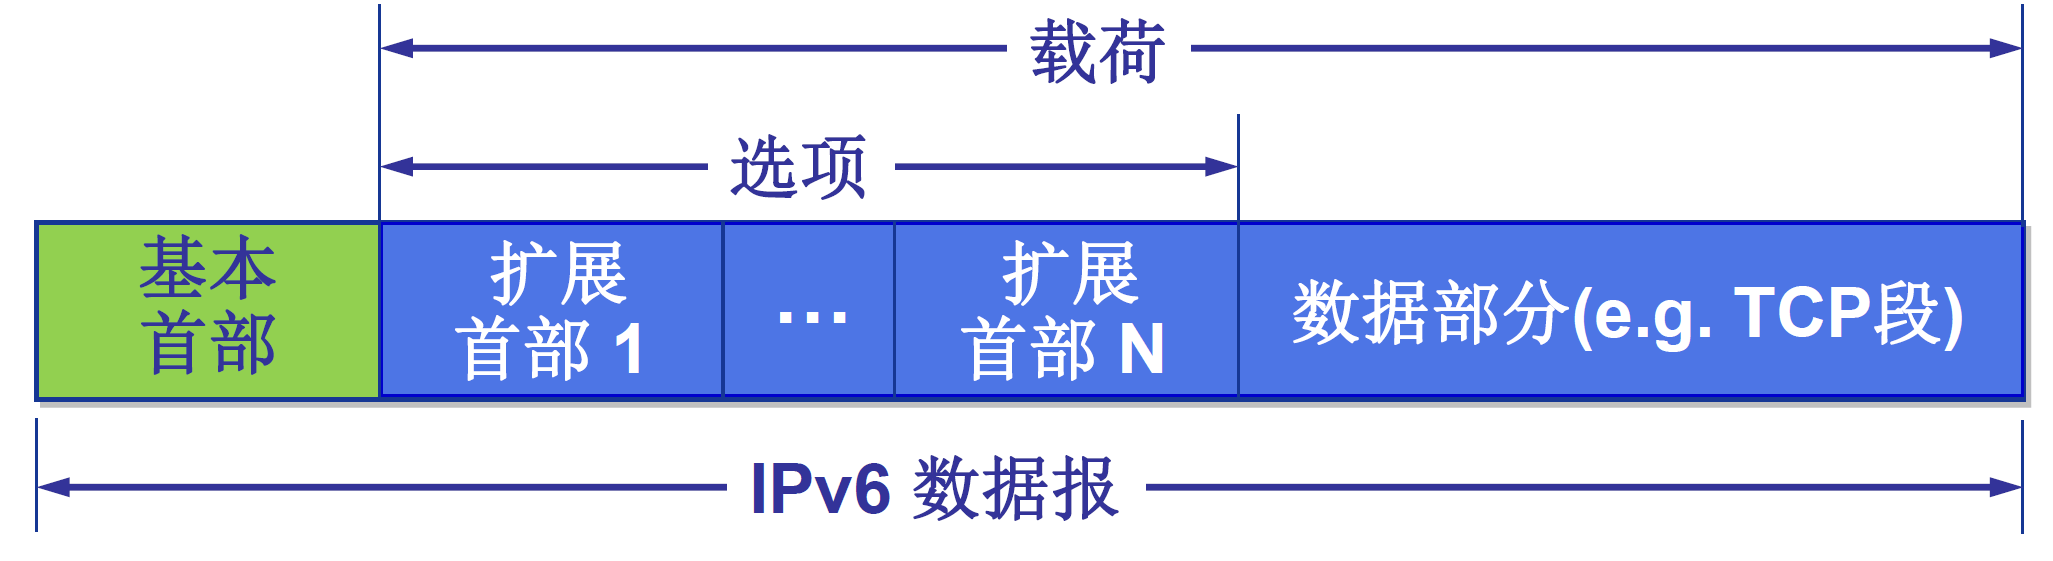 载荷
选项
基本
首部
扩展
首部 1
...
扩展
首部 N
数据部分(e.g. TCP段)
IPv6 数据报